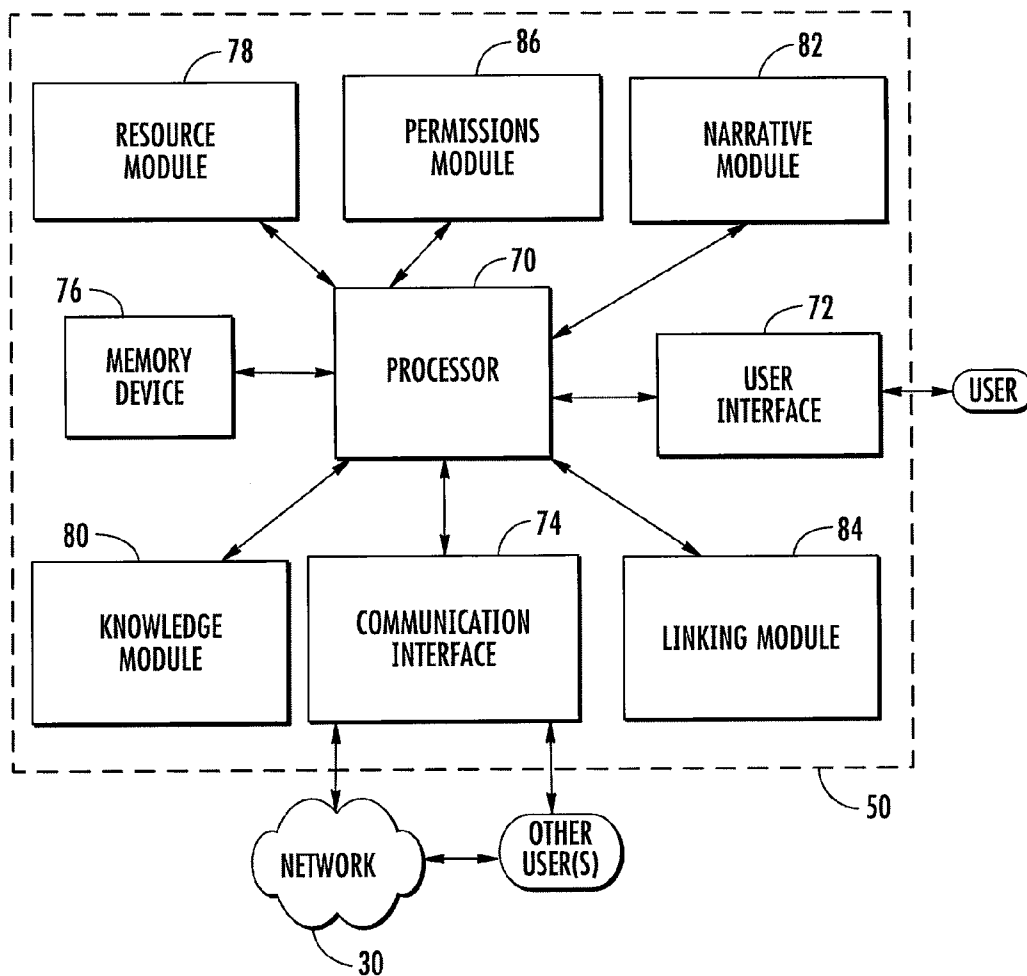 78
86
82
RESOURCE
MODULE
PERMISSIONS
MODULE
NARRATIVE
MODULE
76
70
72
MEMORY
DEVICE
PROCESSOR
USER
INTERFACE
USER
80
74
84
KNOWLEDGE
MODULE
COMMUNICATION
INTERFACE
LINKING MODULE
50
NETWORK
OTHER
USER(S)
30